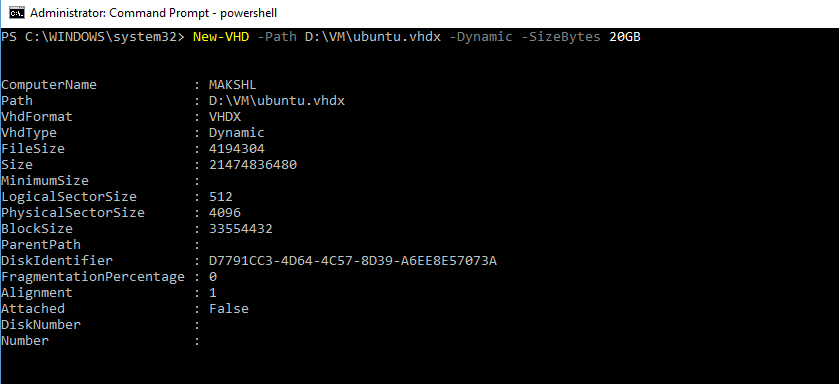 Administrator: Command Prompt - powershell
PS C:\WINDOWS\system32> New-VHD -Path D:\VM\ubuntu.vhdx -Dynamic -SizeBytes 20GB
ComputerName            : MAKSHL
Path                    : D:\VM\ubuntu.vhdx
VhdFormat               : VHDX
VhdType                 : Dynamic
FileSize                : 4194304
Size                    : 21474836480
MinimumSize             :
LogicalSectorSize       : 512
PhysicalSectorSize      : 4096
BlockSize               : 33554432
ParentPath              :
DiskIdentifier          : D7791CC3-4D64-4C57-8D39-A6EE8E57073A
FragmentationPercentage : 0
Alignment               : 1
Attached                : False
DiskNumber              :
Number                  :